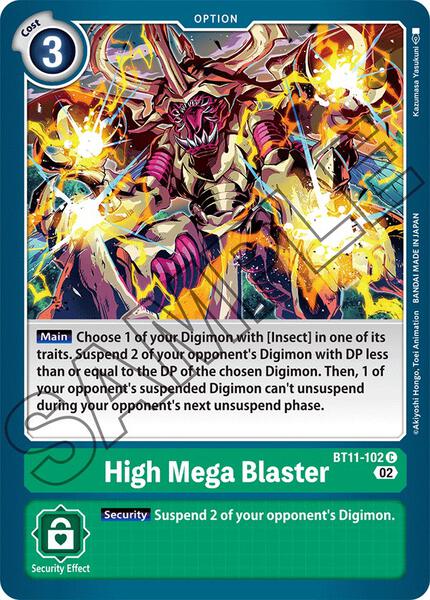 OPTION
Cost
3
Kazumasa Yasukuni
©Akiyoshi Hongo, Toei Animation BANDAI MADE IN JAPAN
SAMPLE
Main Choose 1 of your Digimon with [Insect] in one of its
traits. Suspend 2 of your opponent's Digimon with DP less
than or equal to the DP of the chosen Digimon. Then, 1 of
your opponent's suspended Digimon can't unsuspend
during your opponent's next unsuspend phase.
BT11-102 C
High Mega Blaster
02
Security Suspend 2 of your opponent's Digimon.
Security Effect